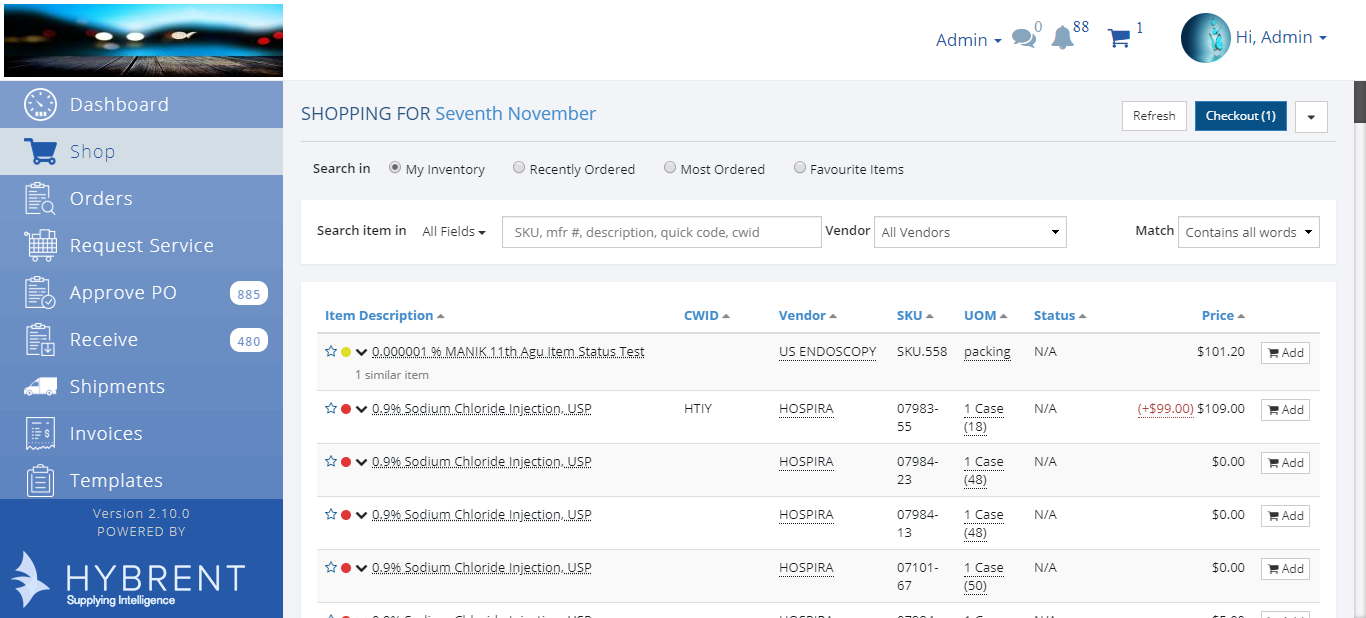 Admin 0 88 1 Hi, Admin
Dashboard
Shop
Orders
Request Service
Approve PO 885
Receive 480
Shipments
Invoices
Templates
Version 2.10.0
POWERED BY
HYBRENT
Supplying Intelligence
SHOPPING FOR Seventh November Refresh Checkout (1)
Search in My Inventory Recently Ordered Most Ordered Favourite Items
Search item in All Fields SKU, mfr #, description, quick code, cwid Vendor All Vendors Match Contains all words
Item Description CWID Vendor SKU UOM Status Price
0.000001 % MANIK 11th Agu Item Status Test US ENDOSCOPY SKU.558 packing N/A $101.20 Add
1 similar item
0.9% Sodium Chloride Injection, USP HTIY HOSPIRA 07983- 1 Case N/A (+$99.00) $109.00 Add
55 (18)
0.9% Sodium Chloride Injection, USP HOSPIRA 07984- 1 Case N/A $0.00 Add
23 (48)
0.9% Sodium Chloride Injection, USP HOSPIRA 07984- 1 Case N/A $0.00 Add
13 (48)
0.9% Sodium Chloride Injection, USP HOSPIRA 07101- 1 Case N/A $0.00 Add
67 (50)